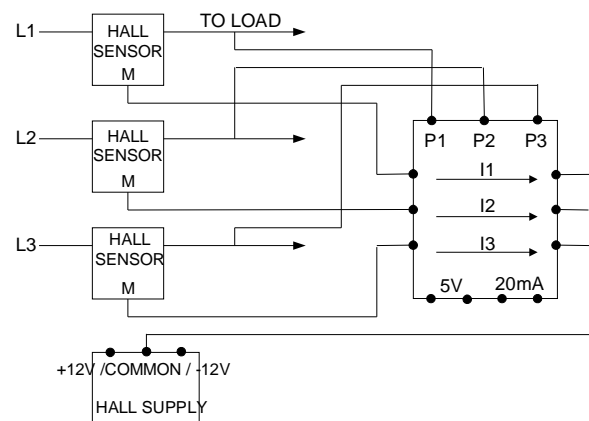 L1
HALL
SENSOR
M
TO LOAD
L2
HALL
SENSOR
M
L3
HALL
SENSOR
M
P1 P2 P3
I1
I2
I3
5V 20mA
+12V /COMMON / -12V
HALL SUPPLY